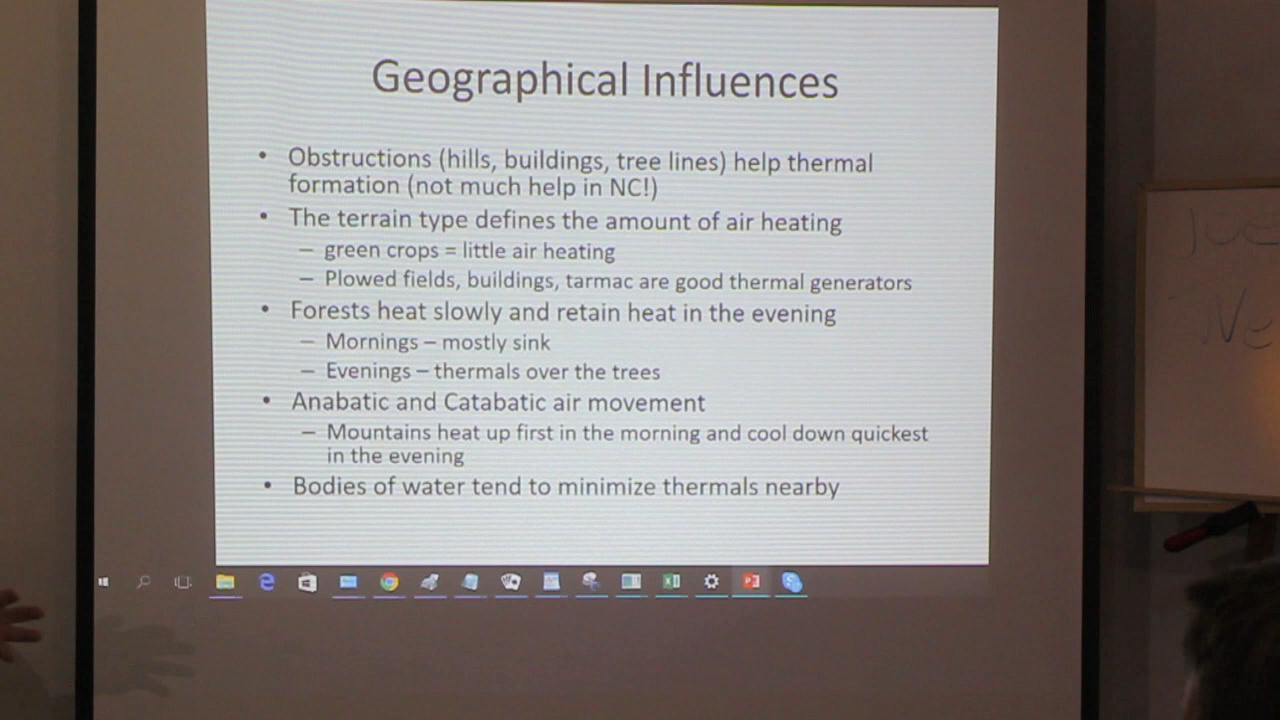 Geographical Influences
• Obstructions (hills, buildings, tree lines) help thermal
formation (not much help in NC!)
• The terrain type defines the amount of air heating
– green crops = little air heating
– Plowed fields, buildings, tarmac are good thermal generators
• Forests heat slowly and retain heat in the evening
– Mornings – mostly sink
– Evenings – thermals over the trees
• Anabatic and Catabatic air movement
– Mountains heat up first in the morning and cool down quickest
in the evening
• Bodies of water tend to minimize thermals nearby